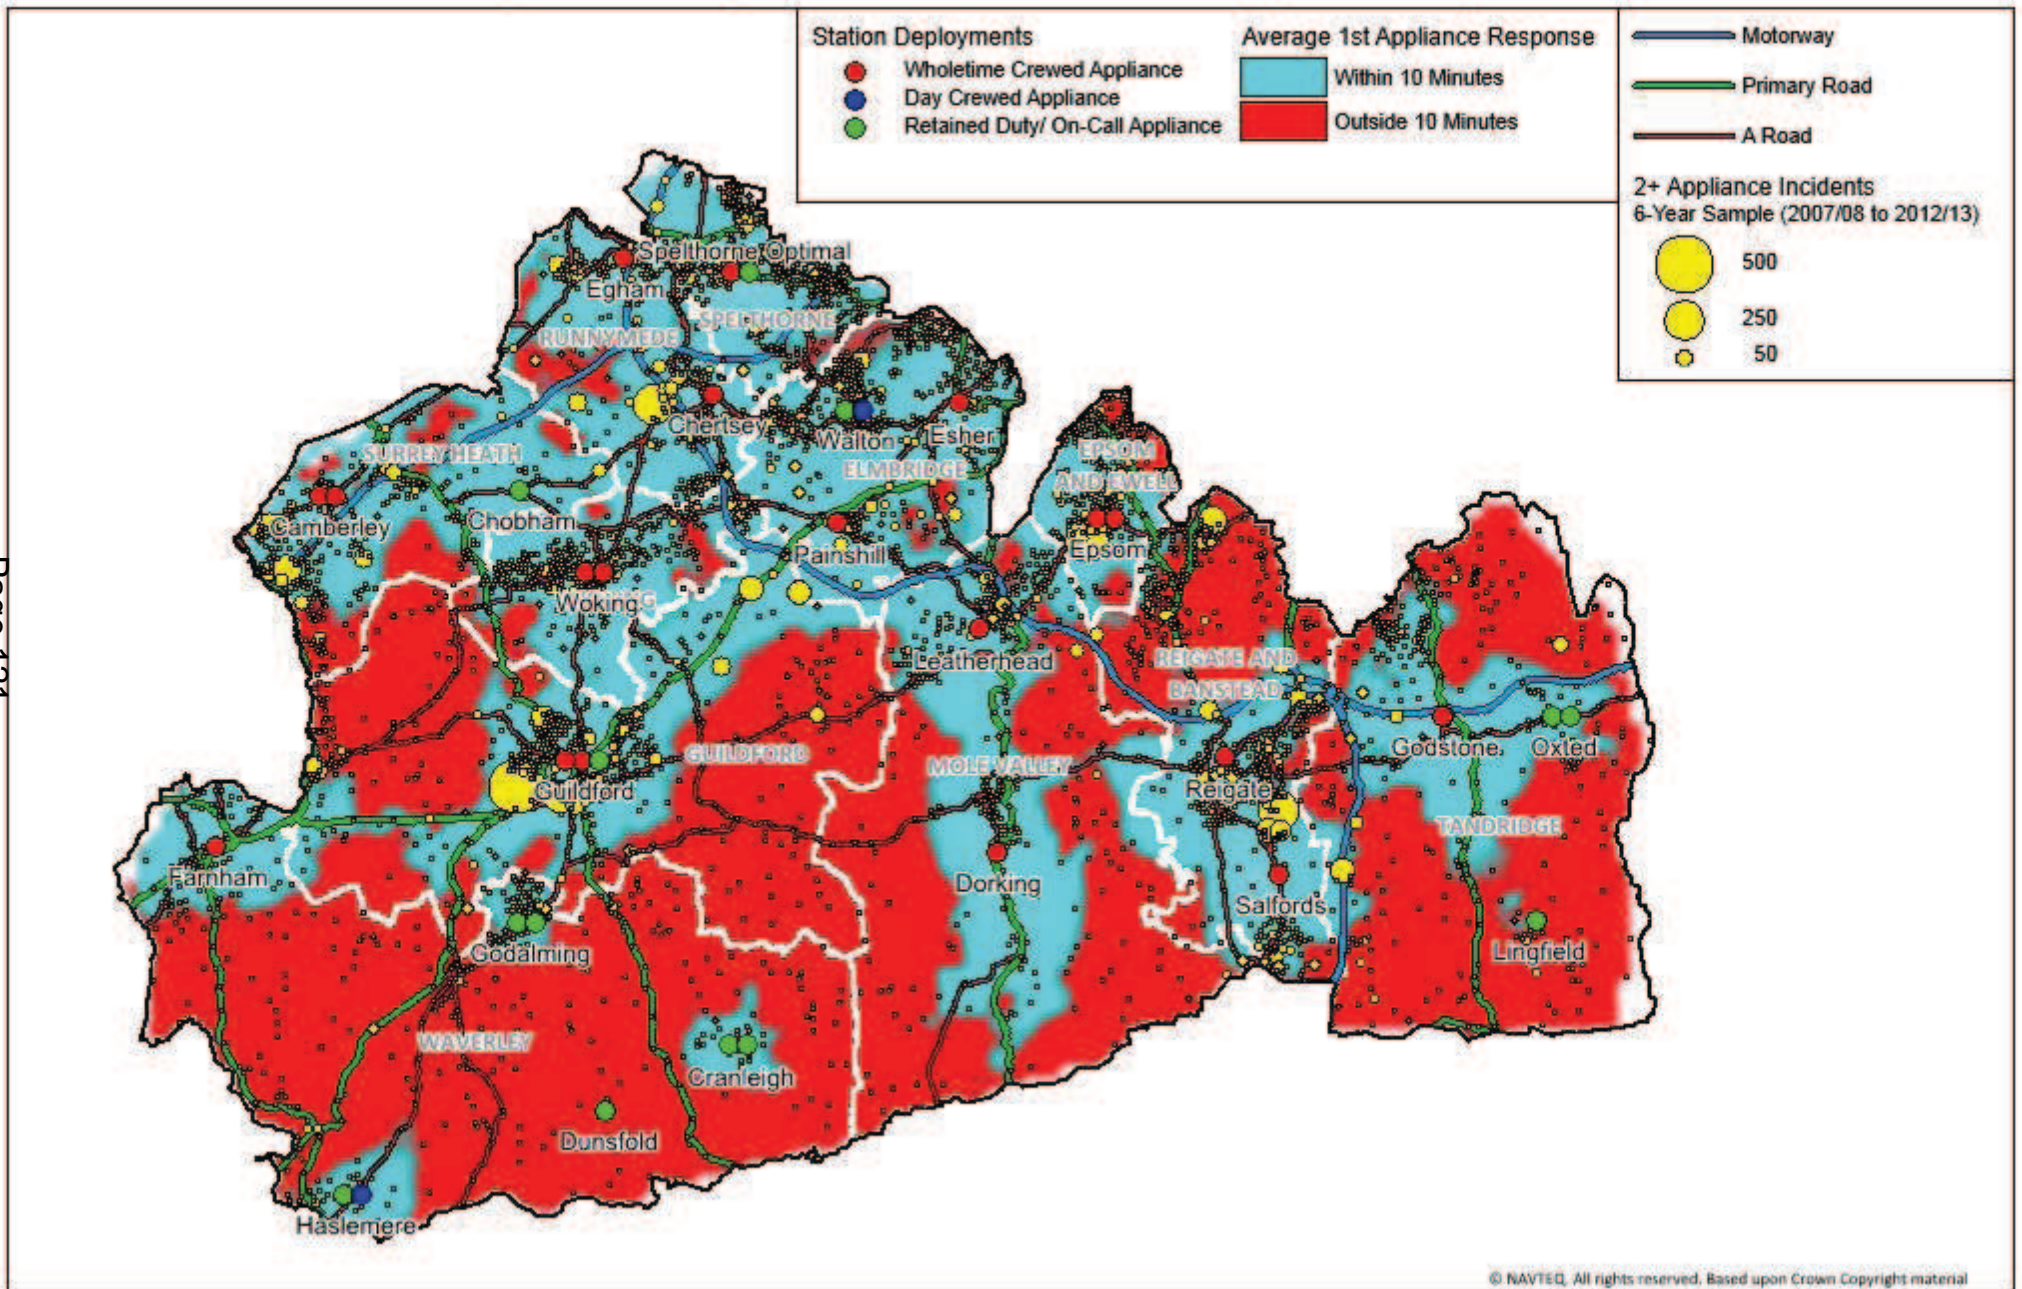 Station Deployments
Wholetime Crewed Appliance
Day Crewed Appliance
Retained Duty/ On-Call Appliance
Average 1st Appliance Response
Within 10 Minutes
Outside 10 Minutes
Motorway
Primary Road
A Road
2+ Appliance Incidents
6-Year Sample (2007/08 to 2012/13)
500
250
50
Spelthorne Optimal
Egham
SPELTHORNE
RUNNYMEDE
Chertsey
Walton
Esher
SURREY HEATH
ELMBRIDGE
EPSOM
AND EWELL
Camberley
Chobham
Painshill
Epsom
Woking
Leatherhead
REIGATE AND
BANSTEAD
GUILDFORD
MOLE VALLEY
Godstone
Oxted
Guildford
Reigate
TANDRIDGE
Farnham
Dorking
Salfords
Godalming
Lingfield
WAVERLEY
Cranleigh
Dunsfold
Haslemere
© NAVTEQ. All rights reserved. Based upon Crown Copyright material